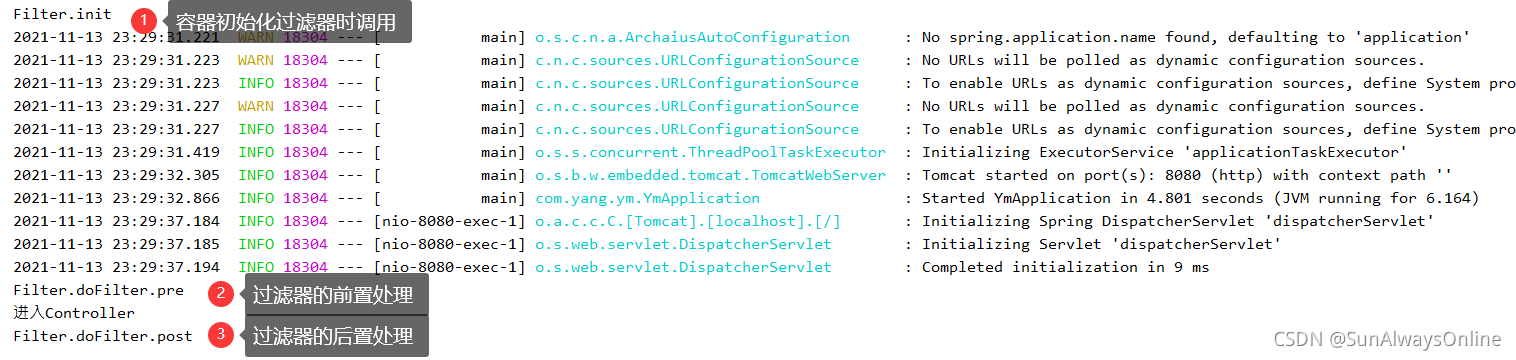 Filter.init
1 容器初始化过滤器时调用
2021-11-13 23:29:31.221 WARN 18304 --- [ main] o.s.c.n.a.ArchaiusAutoConfiguration : No spring.application.name found, defaulting to 'application'
2021-11-13 23:29:31.223 WARN 18304 --- [ main] c.n.c.sources.URLConfigurationSource : No URLs will be polled as dynamic configuration sources.
2021-11-13 23:29:31.223 INFO 18304 --- [ main] c.n.c.sources.URLConfigurationSource : To enable URLs as dynamic configuration sources, define System pro
2021-11-13 23:29:31.227 WARN 18304 --- [ main] c.n.c.sources.URLConfigurationSource : No URLs will be polled as dynamic configuration sources.
2021-11-13 23:29:31.227 INFO 18304 --- [ main] c.n.c.sources.URLConfigurationSource : To enable URLs as dynamic configuration sources, define System pro
2021-11-13 23:29:31.419 INFO 18304 --- [ main] o.s.s.concurrent.ThreadPoolTaskExecutor : Initializing ExecutorService 'applicationTaskExecutor'
2021-11-13 23:29:32.305 INFO 18304 --- [ main] o.s.b.w.embedded.tomcat.TomcatWebServer : Tomcat started on port(s): 8080 (http) with context path ''
2021-11-13 23:29:32.866 INFO 18304 --- [ main] com.yang.ym.YmApplication : Started YmApplication in 4.801 seconds (JVM running for 6.164)
2021-11-13 23:29:37.184 INFO 18304 --- [nio-8080-exec-1] o.a.c.c.C.[Tomcat].[localhost].[/] : Initializing Spring DispatcherServlet 'dispatcherServlet'
2021-11-13 23:29:37.185 INFO 18304 --- [nio-8080-exec-1] o.s.web.servlet.DispatcherServlet : Initializing Servlet 'dispatcherServlet'
2021-11-13 23:29:37.194 INFO 18304 --- [nio-8080-exec-1] o.s.web.servlet.DispatcherServlet : Completed initialization in 9 ms
Filter.doFilter.pre 2 过滤器的前置处理
进入Controller
Filter.doFilter.post 3 过滤器的后置处理
CSDN @SunAlwaysOnline